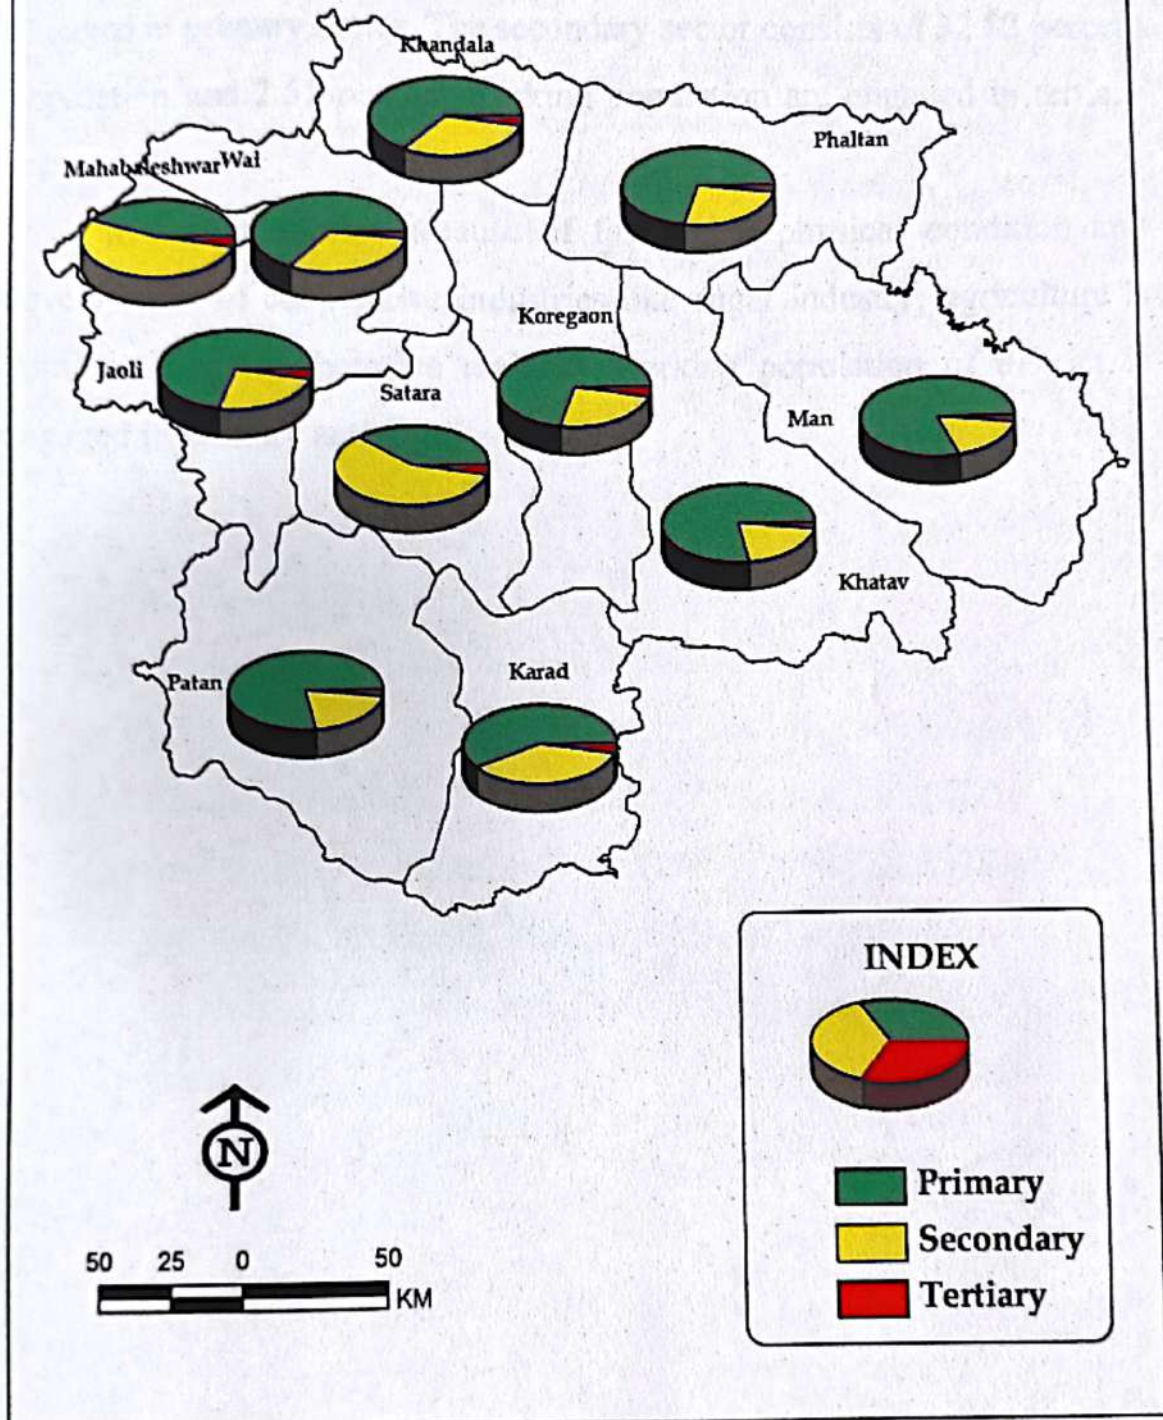 Khandala
Phaltan
Mahabaleshwar
Wai
Koregaon
Jaoli
Satara
Man
Khatav
Patan
Karad
INDEX
Primary
Secondary
Tertiary
N
50 25 0 50
KM